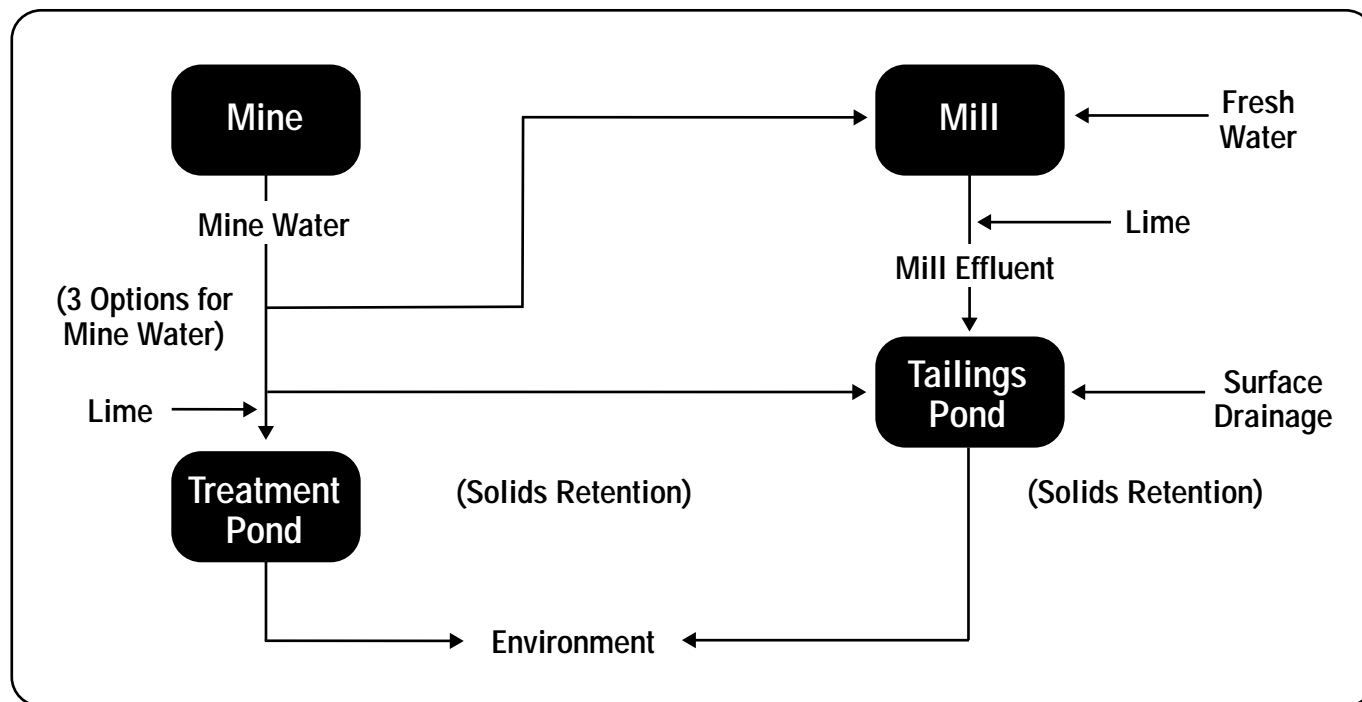 Mine
Mill
Fresh
Water
Mine Water
Lime
Mill Effluent
(3 Options for
Mine Water)
Tailings
Pond
Surface
Drainage
Lime
Treatment
Pond
(Solids Retention)
(Solids Retention)
Environment